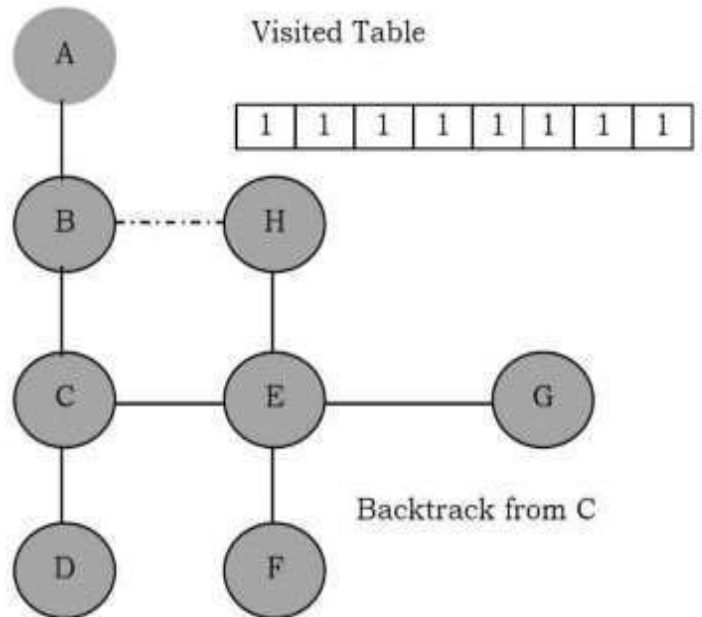 A
Visited Table
1 1 1 1 1 1 1 1
B H
C E G
Backtrack from C
D F